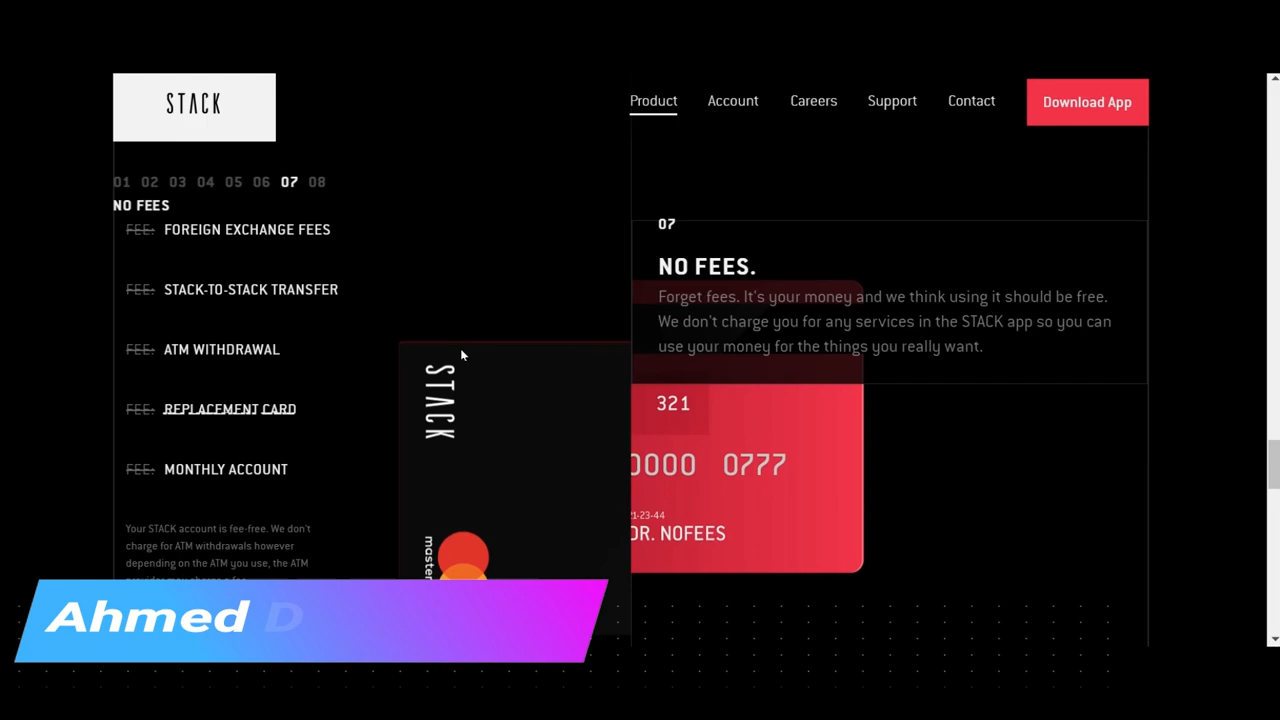 STACK
Product Account Careers Support Contact Download App
01 02 03 04 05 06 07 08
NO FEES
FEE: FOREIGN EXCHANGE FEES
FEE: STACK-TO-STACK TRANSFER
FEE: ATM WITHDRAWAL
FEE: REPLACEMENT CARD
FEE: MONTHLY ACCOUNT
Your STACK account is fee-free. We don't
charge for ATM withdrawals however
depending on the ATM you use, the ATM
STACK
master
07
NO FEES.
Forget fees. It's your money and we think using it should be free.
We don't charge you for any services in the STACK app so you can
use your money for the things you really want.
321
0000 0777
21-23-44
DR. NOFEES
Ahmed D